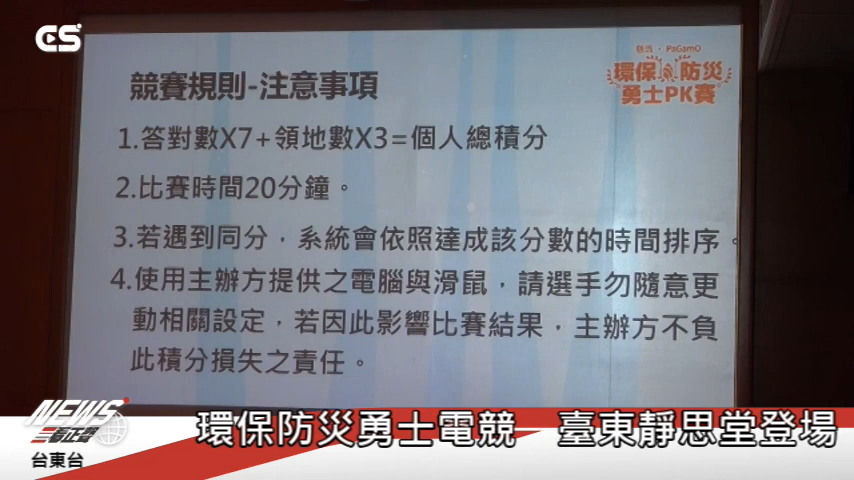 CS
慈濟 · PaGamO
環保 防災
勇士PK賽
競賽規則-注意事項
1.答對數X7+領地數X3=個人總積分
2.比賽時間20分鐘。
3.若遇到同分，系統會依照達成該分數的時間排序。
4.使用主辦方提供之電腦與滑鼠，請選手勿隨意更
動相關設定，若因此影響比賽結果，主辦方不負
此積分損失之責任。
NEWS
環保防災勇士電競 臺東靜思堂登場
台東台